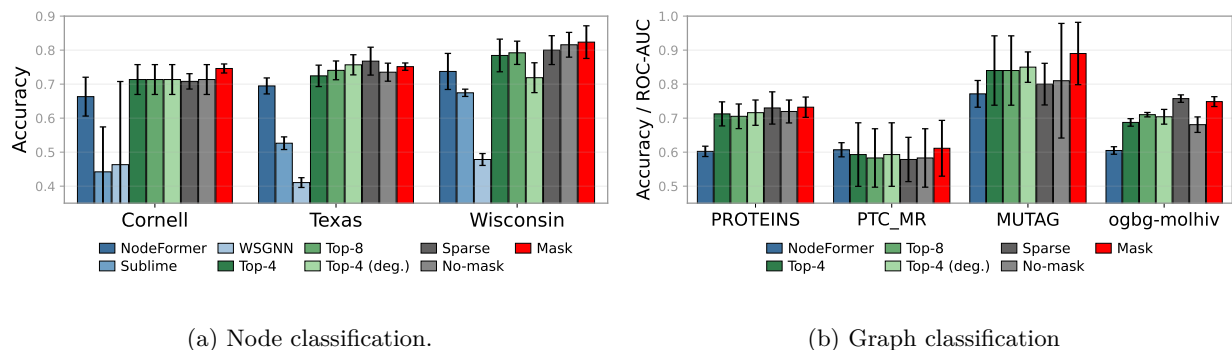 0.9
0.8
0.7
0.6
0.5
0.4
Accuracy
Cornell
Texas
Wisconsin
NodeFormer
WSGNN
Top-8
Sparse
Mask
Sublime
Top-4
Top-4 (deg.)
No-mask
(a) Node classification.
1.0
0.9
0.8
0.7
0.6
0.5
Accuracy / ROC-AUC
PROTEINS
PTC_MR
MUTAG
ogbg-molhiv
NodeFormer
Top-8
Sparse
Mask
Top-4
Top-4 (deg.)
No-mask
(b) Graph classification